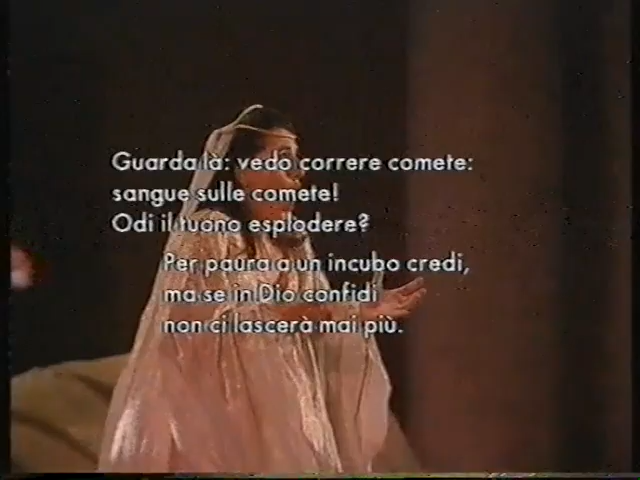 Guarda là: vedo correre comete:
sangue sulle comete!
Odi il tuono esplodere?
Per paura a un incubo credi,
ma se in Dio confidi
non ci lascerà mai più.